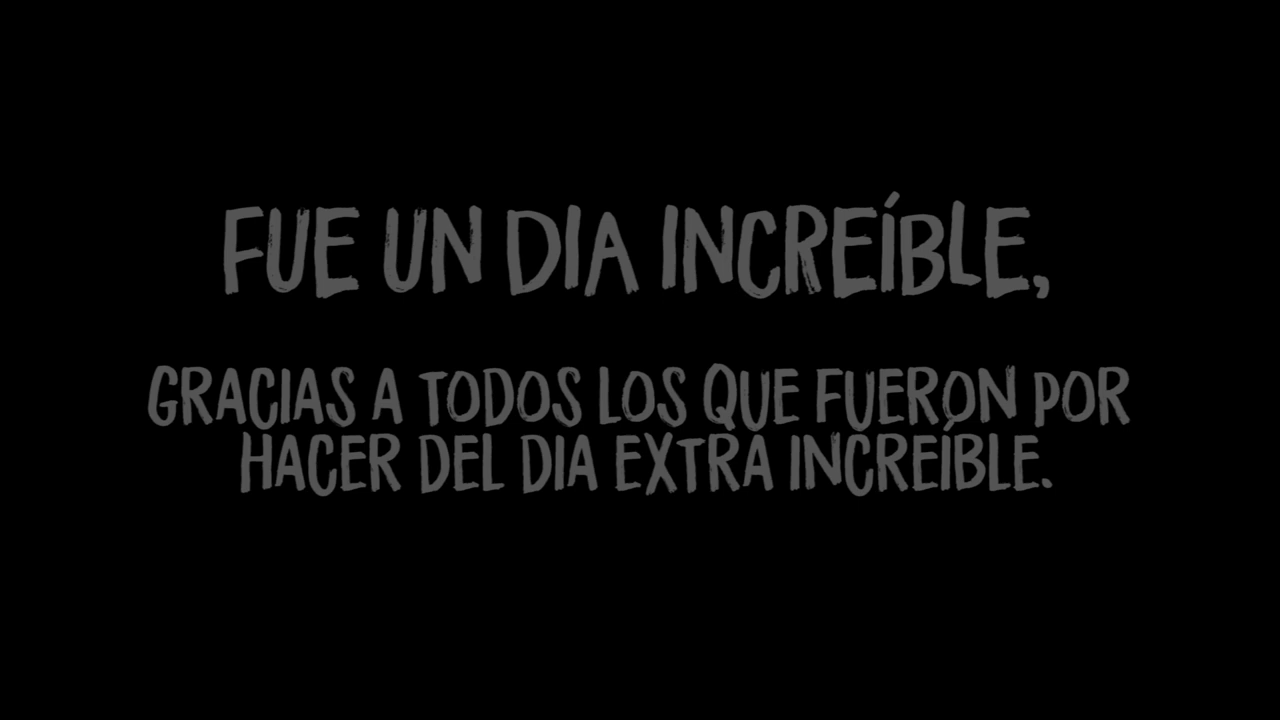 FUE UN DIA INCREÍBLE,
GRACIAS A TODOS LOS QUE FUERON POR
HACER DEL DIA EXTRA INCREÍBLE.